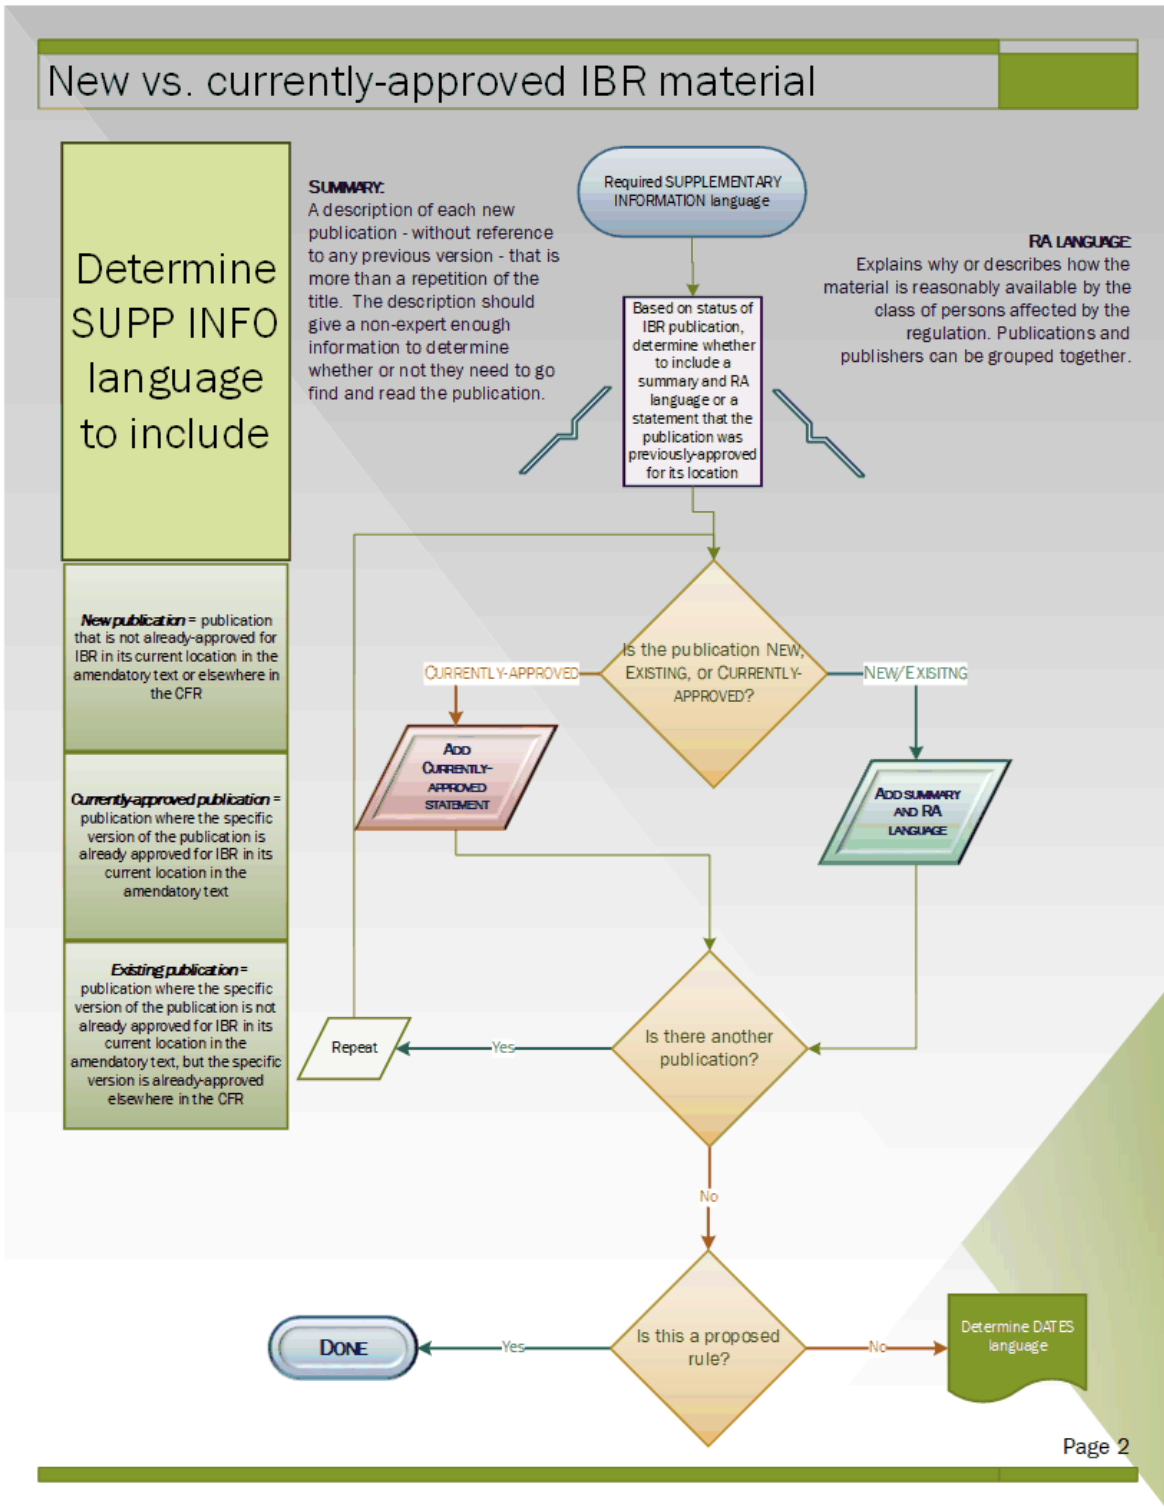 New vs. currently-approved IBR material
Determine
SUPP INFO
language
to include
SUMMARY:
A description of each new
publication - without reference
to any previous version - that is
more than a repetition of the
title. The description should
give a non-expert enough
information to determine
whether or not they need to go
find and read the publication.
Required SUPPLEMENTARY
INFORMATION language
RA LANGUAGE:
Explains why or describes how the
material is reasonably available by the
class of persons affected by the
regulation. Publications and
publishers can be grouped together.
Based on status of
IBR publication,
determine whether
to include a
summary and RA
language or a
statement that the
publication was
previously-approved
for its location
New publication = publication
that is not already-approved for
IBR in its current location in the
amendatory text or elsewhere in
the CFR
Currently-approved publication =
publication where the specific
version of the publication is
already approved for IBR in its
current location in the
amendatory text
Existing publication =
publication where the specific
version of the publication is not
already approved for IBR in its
current location in the
amendatory text, but the specific
version is already-approved
elsewhere in the CFR
Is the publication NEW,
EXISTING, or CURRENTLY-
APPROVED?
CURRENTLY-APPROVED
NEW/EXISITNG
ADD
CURRENTLY-
APPROVED
STATEMENT
ADD SUMMARY
AND RA
LANGUAGE
Is there another
publication?
Yes
Repeat
No
Is this a proposed
rule?
Yes
DONE
No
Determine DATES
language
Page 2